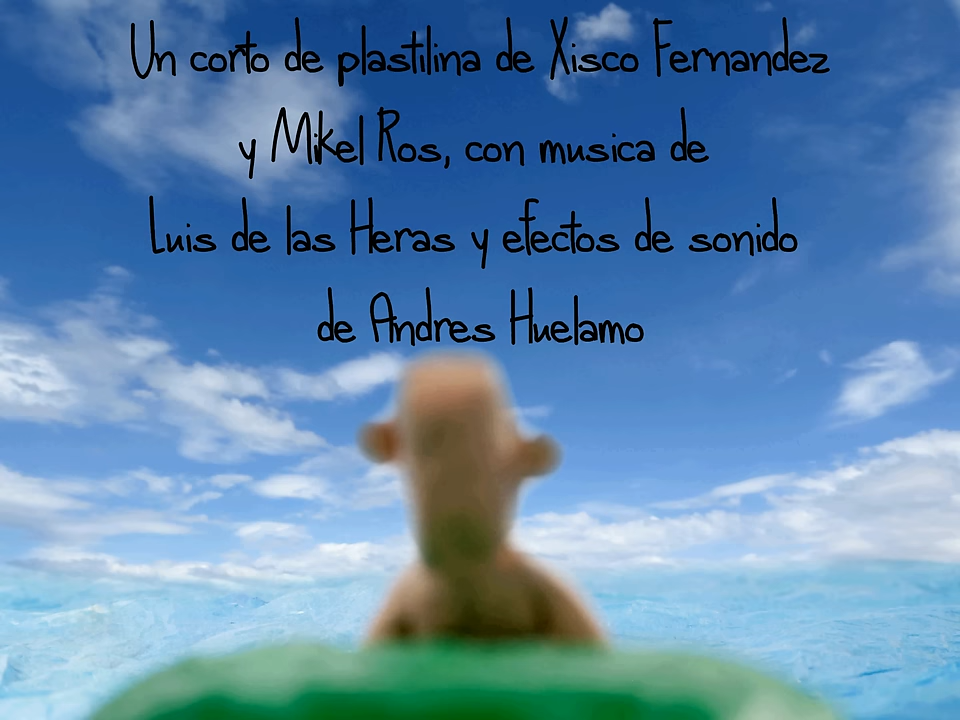 Un corto de plastilina de Xisco Fernandez
y Mikel Ros, con musica de
Luis de las Heras y efectos de sonido
de Andres Huelamo